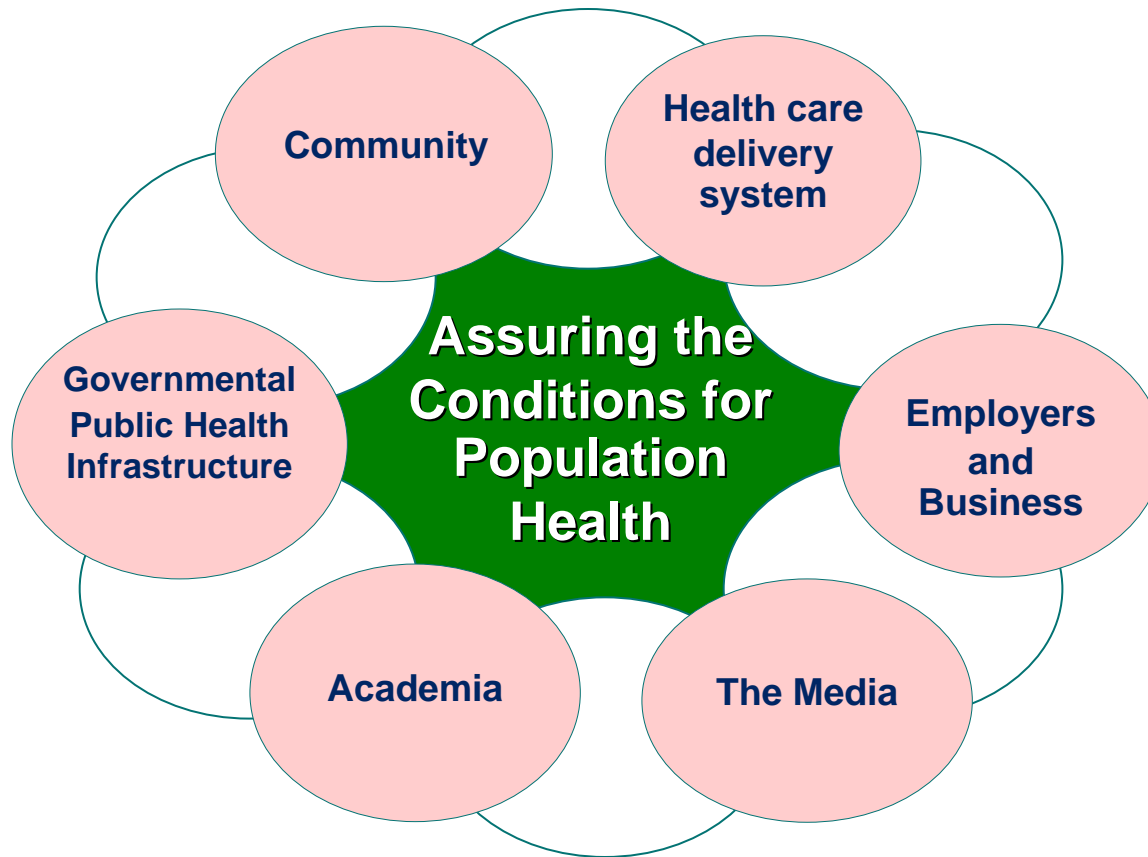 Community
Health care
delivery
system
Governmental
Public Health
Infrastructure
Assuring the
Conditions for
Population
Health
Employers
and
Business
Academia
The Media